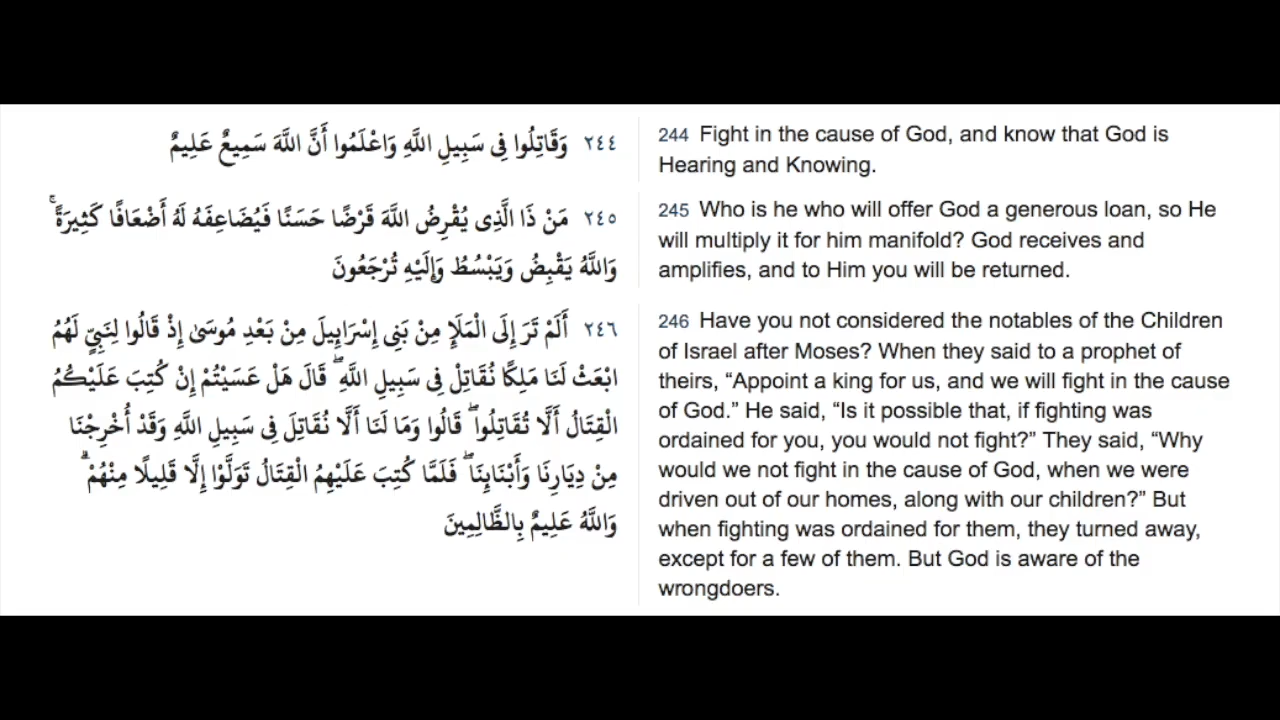 ٢٤٤ وَقَاتِلُوا فِى سَبِيلِ اللَّهِ وَاعْلَمُوا أَنَّ اللَّهَ سَمِيعٌ عَلِيمٌ
244 Fight in the cause of God, and know that God is
Hearing and Knowing.
٢٤٥ مَنْ ذَا الَّذِى يُقْرِضُ اللَّهَ قَرْضًا حَسَنًا فَيُضَاعِفَهُ لَهُ أَضْعَافًا كَثِيرَةً ۚ
وَاللَّهُ يَقْبِضُ وَيَبْسُطُ وَإِلَيْهِ تُرْجَعُونَ
245 Who is he who will offer God a generous loan, so He
will multiply it for him manifold? God receives and
amplifies, and to Him you will be returned.
٢٤٦ أَلَمْ تَرَ إِلَى الْمَلَإِ مِنْ بَنِى إِسْرَايِيلَ مِنْ بَعْدِ مُوسَىٰ إِذْ قَالُوا لِنَبِيٍّ لَهُمُ
ابْعَثْ لَنَا مَلِكًا نُقَاتِلْ فِى سَبِيلِ اللَّهِ ۖ قَالَ هَلْ عَسَيْتُمْ إِنْ كُتِبَ عَلَيْكُمُ
الْقِتَالُ أَلَّا تُقَاتِلُوا ۖ قَالُوا وَمَا لَنَا أَلَّا نُقَاتِلَ فِى سَبِيلِ اللَّهِ وَقَدْ أُخْرِجْنَا
مِنْ دِيَارِنَا وَأَبْنَايِنَا ۖ فَلَمَّا كُتِبَ عَلَيْهِمُ الْقِتَالُ تَوَلَّوْا إِلَّا قَلِيلًا مِنْهُمْ ۗ
وَاللَّهُ عَلِيمٌ بِالظَّالِمِينَ
246 Have you not considered the notables of the Children
of Israel after Moses? When they said to a prophet of
theirs, “Appoint a king for us, and we will fight in the cause
of God.” He said, “Is it possible that, if fighting was
ordained for you, you would not fight?” They said, “Why
would we not fight in the cause of God, when we were
driven out of our homes, along with our children?” But
when fighting was ordained for them, they turned away,
except for a few of them. But God is aware of the
wrongdoers.